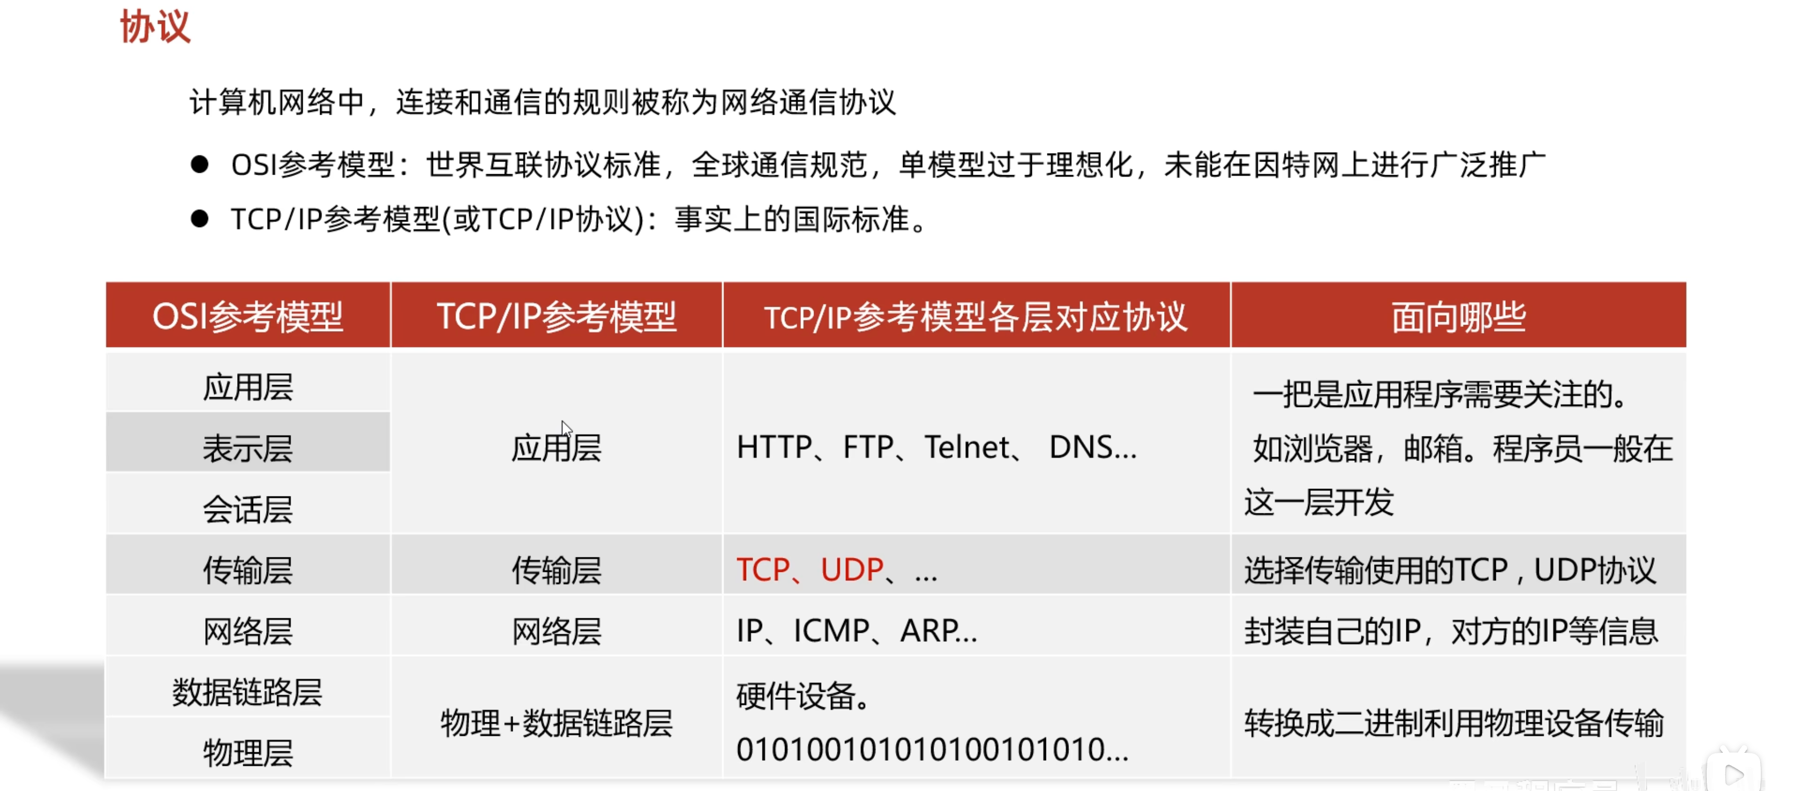 协议
计算机网络中，连接和通信的规则被称为网络通信协议
● OSI参考模型：世界互联协议标准，全球通信规范，单模型过于理想化，未能在因特网上进行广泛推广
● TCP/IP参考模型(或TCP/IP协议)：事实上的国际标准。
OSI参考模型 TCP/IP参考模型 TCP/IP参考模型各层对应协议 面向哪些
应用层
表示层
会话层
应用层
HTTP、FTP、Telnet、 DNS...
一把是应用程序需要关注的。
如浏览器，邮箱。程序员一般在
这一层开发
传输层 传输层 TCP、UDP、... 选择传输使用的TCP , UDP协议
网络层 网络层 IP、ICMP、ARP... 封装自己的IP，对方的IP等信息
数据链路层
物理层
物理+数据链路层
硬件设备。
010100101010100101010...
转换成二进制利用物理设备传输